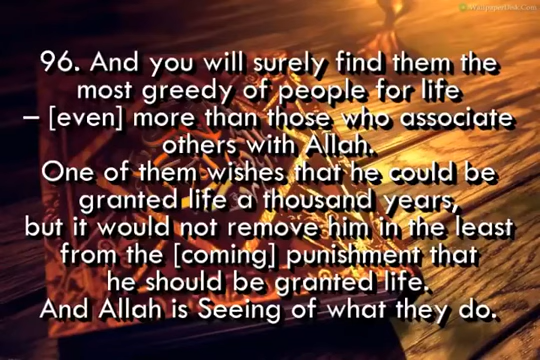 WallpaperDisk.Com
96. And you will surely find them the
most greedy of people for life
– [even] more than those who associate
others with Allah.
One of them wishes that he could be
granted life a thousand years,
but it would not remove him in the least
from the [coming] punishment that
he should be granted life.
And Allah is Seeing of what they do.